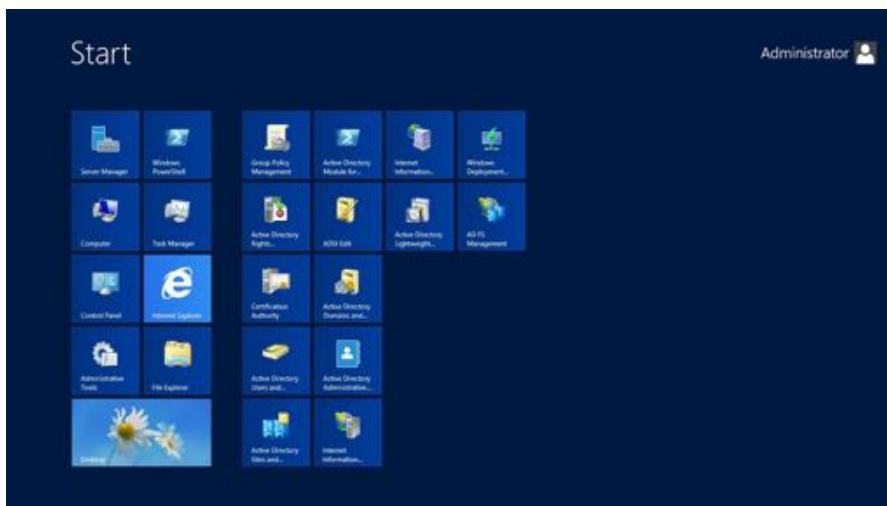 Start
Administrator
Server Manager
Windows
PowerShell
Group Policy
Management
Active Directory
Module for...
Internet
Information...
Windows
Deployment...
Computer
Task Manager
Active Directory
Rights...
ADSI Edit
Active Directory
Lightweight...
AD FS
Management
Control Panel
Internet Explorer
Certification
Authority
Active Directory
Domains and...
Administrative
Tools
File Explorer
Active Directory
Users and...
Active Directory
Administrative...
Desktop
Active Directory
Sites and...
Internet
Information...